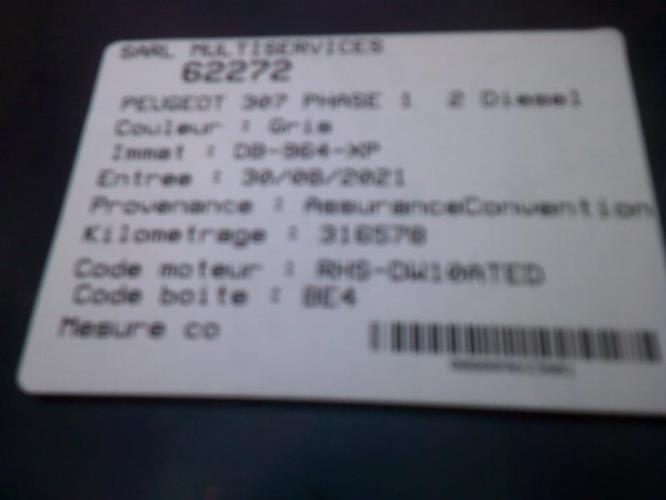 SARL MULTISERVICES
62272
PEUGEOT 307 PHASE 1 2 Diesel
Couleur : Gris
Immat : DB-964-XP
Entree : 30/06/2021
Provenance : AssuranceConvention
Kilometrage : 316578
Code moteur : RHS-DW10ATED
Code boite : BE4
Mesure co